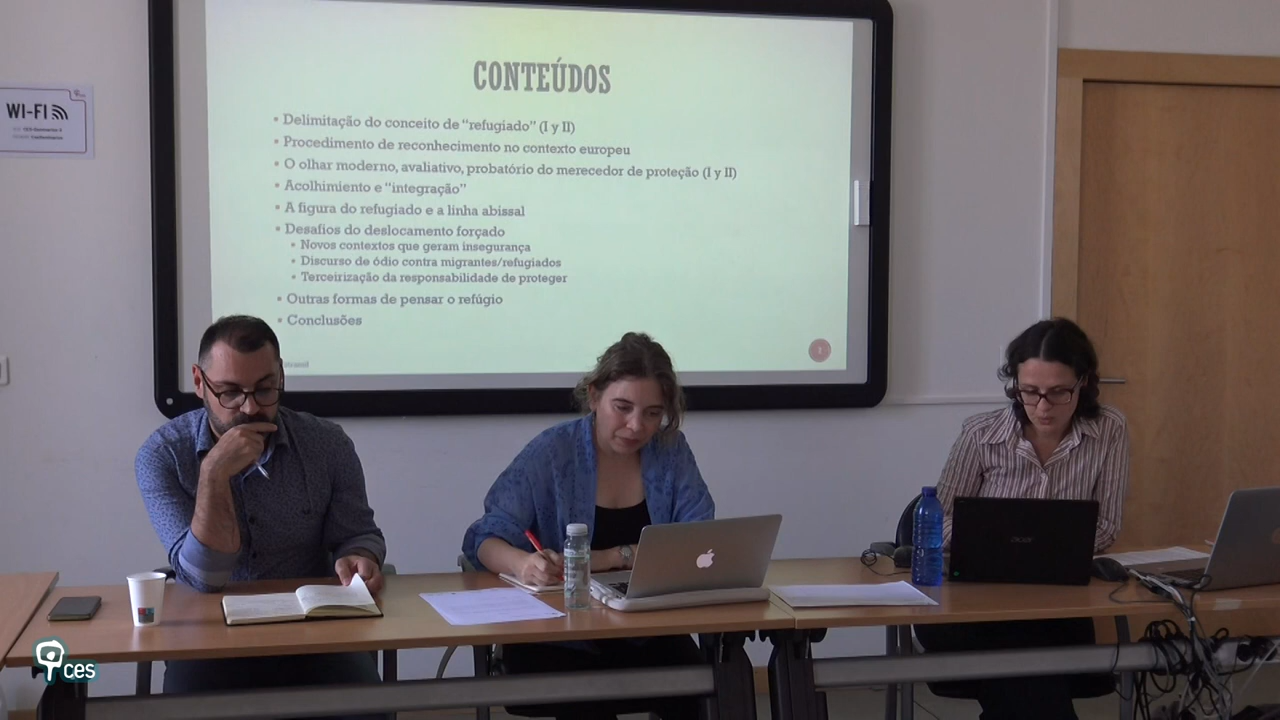 CONTEÚDOS
• Delimitação do conceito de “refugiado” (I y II)
• Procedimento de reconhecimento no contexto europeu
• O olhar moderno, avaliativo, probatório do merecedor de proteção (I y II)
• Acolhimiento e “integração”
• A figura do refugiado e a linha abissal
• Desafios do deslocamento forçado
• Novos contextos que geram insegurança
• Discurso de ódio contra migrantes/refugiados
• Terceirização da responsabilidade de proteger
• Outras formas de pensar o refúgio
• Conclusões
WI-FI
acer
ces